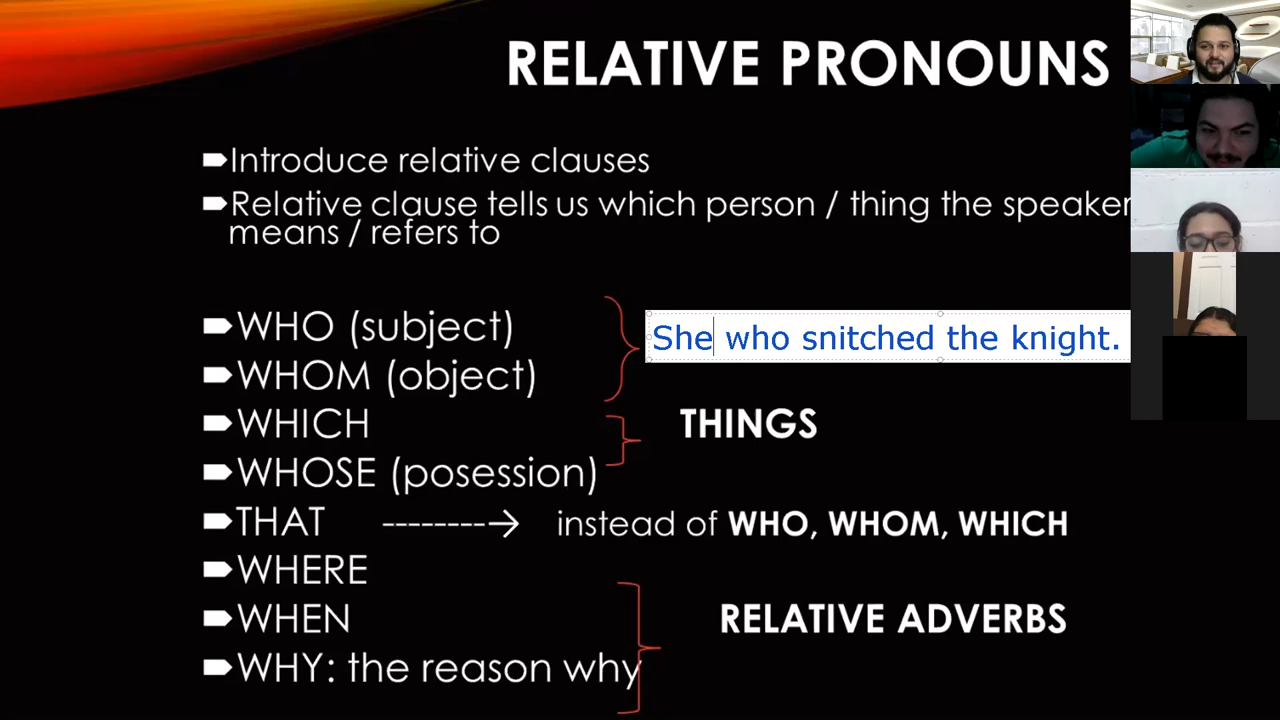 RELATIVE PRONOUNS
Introduce relative clauses
Relative clause tells us which person / thing the speaker
means / refers to
WHO (subject)
She who snitched the knight.
WHOM (object)
WHICH
THINGS
WHOSE (posession)
THAT --------→ instead of WHO, WHOM, WHICH
WHERE
WHEN
RELATIVE ADVERBS
WHY: the reason why